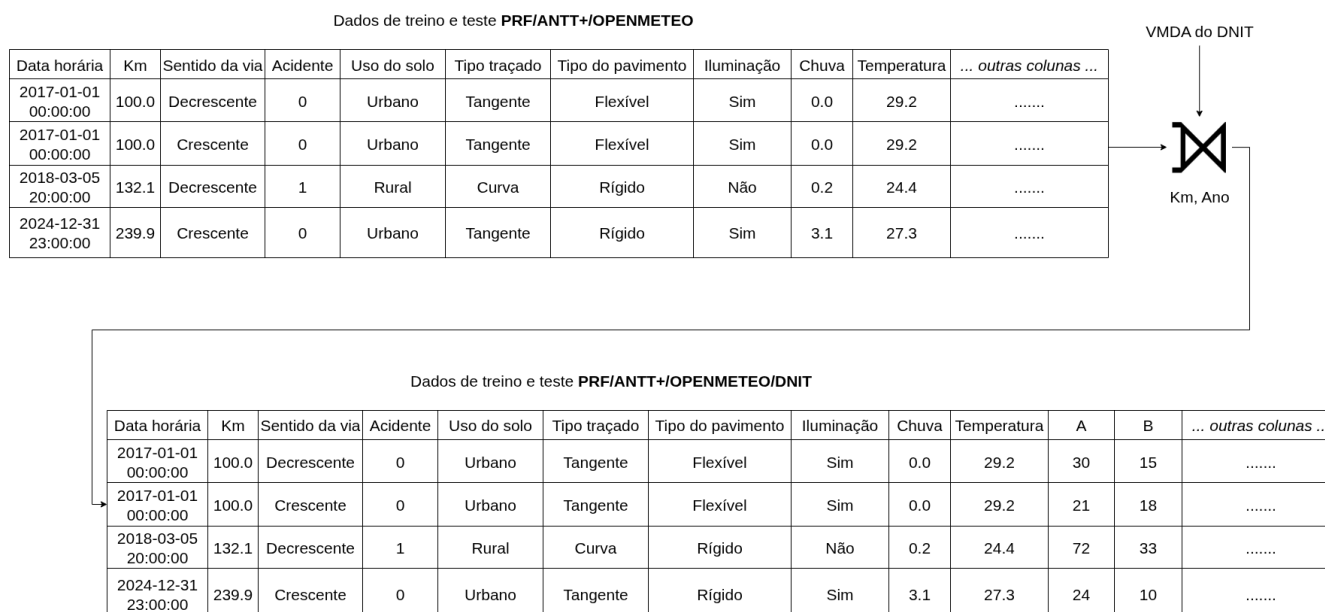 Dados de treino e teste PRF/ANTT+/OPENMETEO
VMDA do DNIT
Data horária Km Sentido da via Acidente Uso do solo Tipo traçado Tipo do pavimento Iluminação Chuva Temperatura ... outras colunas ...
2017-01-01 00:00:00 100.0 Decrescente 0 Urbano Tangente Flexível Sim 0.0 29.2 .......
2017-01-01 00:00:00 100.0 Crescente 0 Urbano Tangente Flexível Sim 0.0 29.2 .......
2018-03-05 20:00:00 132.1 Decrescente 1 Rural Curva Rígido Não 0.2 24.4 .......
2024-12-31 23:00:00 239.9 Crescente 0 Urbano Tangente Rígido Sim 3.1 27.3 .......
Km, Ano
Dados de treino e teste PRF/ANTT+/OPENMETEO/DNIT
Data horária Km Sentido da via Acidente Uso do solo Tipo traçado Tipo do pavimento Iluminação Chuva Temperatura A B ... outras colunas ..
2017-01-01 00:00:00 100.0 Decrescente 0 Urbano Tangente Flexível Sim 0.0 29.2 30 15 .......
2017-01-01 00:00:00 100.0 Crescente 0 Urbano Tangente Flexível Sim 0.0 29.2 21 18 .......
2018-03-05 20:00:00 132.1 Decrescente 1 Rural Curva Rígido Não 0.2 24.4 72 33 .......
2024-12-31 23:00:00 239.9 Crescente 0 Urbano Tangente Rígido Sim 3.1 27.3 24 10 .......